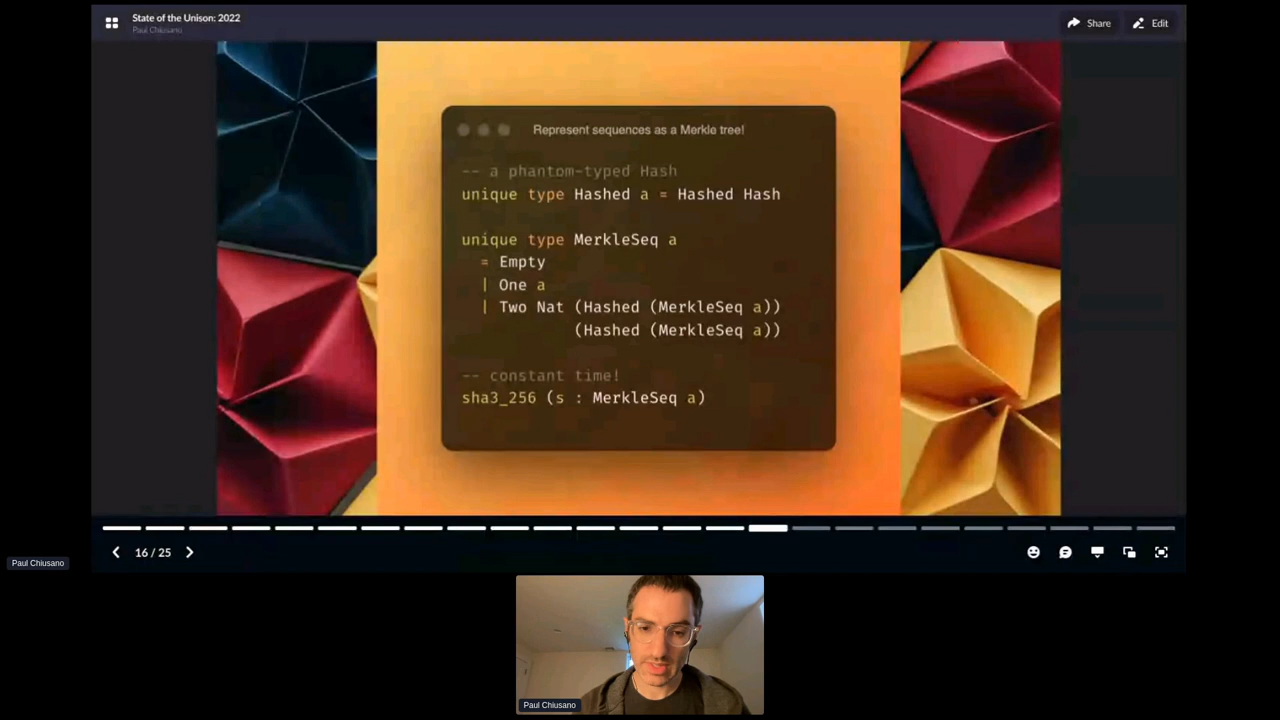 State of the Unison: 2022
Paul Chiusano
Share
Edit
Represent sequences as a Merkle tree!
-- a phantom-typed Hash
unique type Hashed a = Hashed Hash
unique type MerkleSeq a
= Empty
| One a
| Two Nat (Hashed (MerkleSeq a))
(Hashed (MerkleSeq a))
-- constant time!
sha3_256 (s : MerkleSeq a)
16 / 25
Paul Chiusano
Paul Chiusano